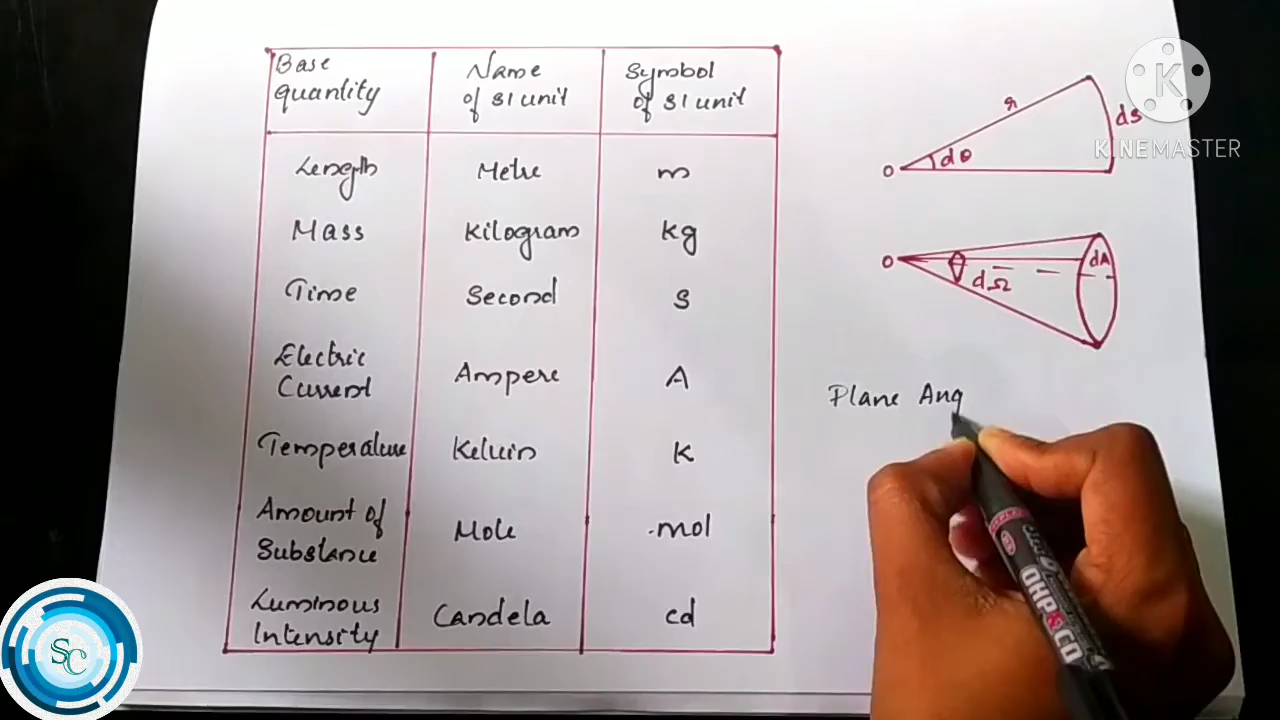 Base quantity
Name of SI unit
Symbol of SI unit
Length
Metre
m
Mass
Kilogram
kg
Time
Second
s
Electric Current
Ampere
A
Temperature
Kelvin
K
Amount of Substance
Mole
mol
Luminous Intensity
Candela
cd
r
ds
O
dθ
O
dΩ
dA
Plane Ang
K
KINEMASTER
OHP & CD
SC